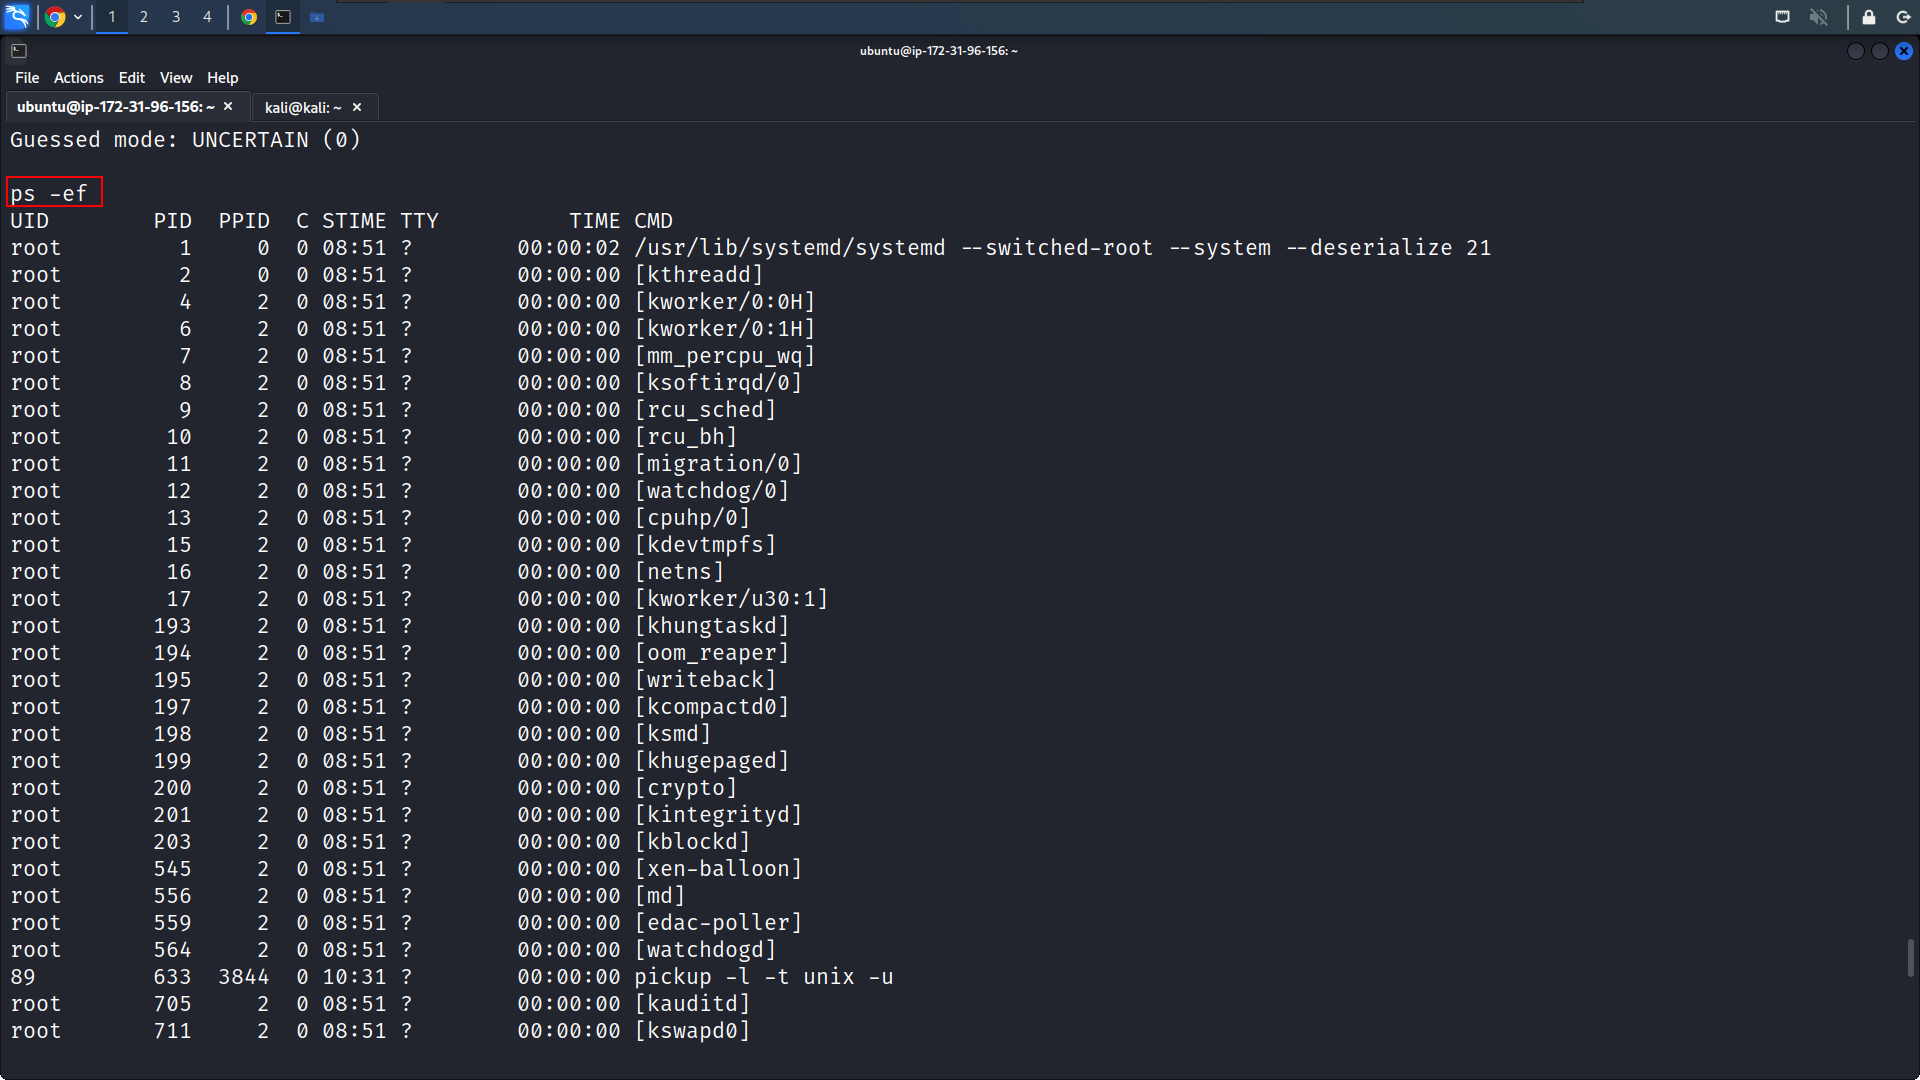 1 2 3 4
ubuntu@ip-172-31-96-156: ~
File Actions Edit View Help
ubuntu@ip-172-31-96-156: ~ × kali@kali: ~ ×
Guessed mode: UNCERTAIN (0)
ps -ef
UID PID PPID C STIME TTY TIME CMD
root 1 0 0 08:51 ? 00:00:02 /usr/lib/systemd/systemd --switched-root --system --deserialize 21
root 2 0 0 08:51 ? 00:00:00 [kthreadd]
root 4 2 0 08:51 ? 00:00:00 [kworker/0:0H]
root 6 2 0 08:51 ? 00:00:00 [kworker/0:1H]
root 7 2 0 08:51 ? 00:00:00 [mm_percpu_wq]
root 8 2 0 08:51 ? 00:00:00 [ksoftirqd/0]
root 9 2 0 08:51 ? 00:00:00 [rcu_sched]
root 10 2 0 08:51 ? 00:00:00 [rcu_bh]
root 11 2 0 08:51 ? 00:00:00 [migration/0]
root 12 2 0 08:51 ? 00:00:00 [watchdog/0]
root 13 2 0 08:51 ? 00:00:00 [cpuhp/0]
root 15 2 0 08:51 ? 00:00:00 [kdevtmpfs]
root 16 2 0 08:51 ? 00:00:00 [netns]
root 17 2 0 08:51 ? 00:00:00 [kworker/u30:1]
root 193 2 0 08:51 ? 00:00:00 [khungtaskd]
root 194 2 0 08:51 ? 00:00:00 [oom_reaper]
root 195 2 0 08:51 ? 00:00:00 [writeback]
root 197 2 0 08:51 ? 00:00:00 [kcompactd0]
root 198 2 0 08:51 ? 00:00:00 [ksmd]
root 199 2 0 08:51 ? 00:00:00 [khugepaged]
root 200 2 0 08:51 ? 00:00:00 [crypto]
root 201 2 0 08:51 ? 00:00:00 [kintegrityd]
root 203 2 0 08:51 ? 00:00:00 [kblockd]
root 545 2 0 08:51 ? 00:00:00 [xen-balloon]
root 556 2 0 08:51 ? 00:00:00 [md]
root 559 2 0 08:51 ? 00:00:00 [edac-poller]
root 564 2 0 08:51 ? 00:00:00 [watchdogd]
89 633 3844 0 10:31 ? 00:00:00 pickup -l -t unix -u
root 705 2 0 08:51 ? 00:00:00 [kauditd]
root 711 2 0 08:51 ? 00:00:00 [kswapd0]